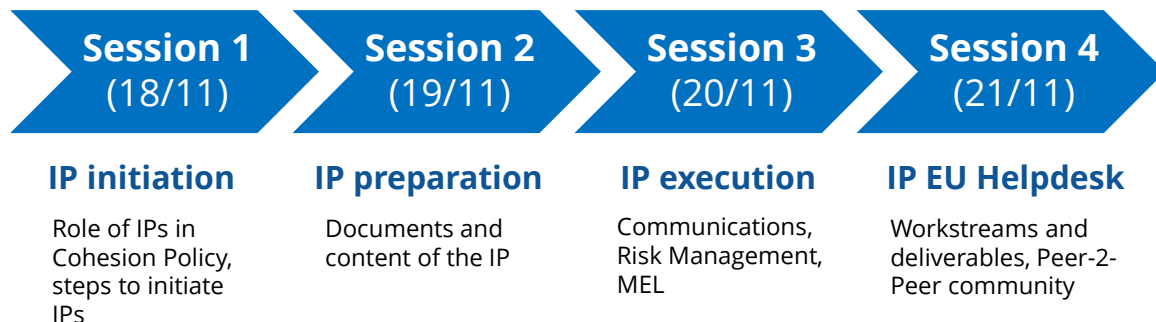 Session 1
(18/11)
Session 2
(19/11)
Session 3
(20/11)
Session 4
(21/11)
IP initiation
Role of IPs in
Cohesion Policy,
steps to initiate
IPs
IP preparation
Documents and
content of the IP
IP execution
Communications,
Risk Management,
MEL
IP EU Helpdesk
Workstreams and
deliverables, Peer-2-
Peer community